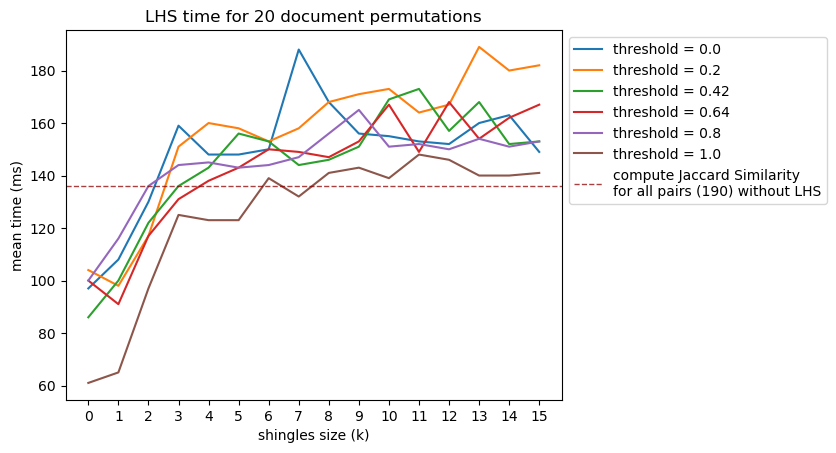 LHS time for 20 document permutations
threshold = 0.0
threshold = 0.2
threshold = 0.42
threshold = 0.64
threshold = 0.8
threshold = 1.0
compute Jaccard Similarity
for all pairs (190) without LHS
mean time (ms)
180
160
140
120
100
80
60
0 1 2 3 4 5 6 7 8 9 10 11 12 13 14 15
shingles size (k)